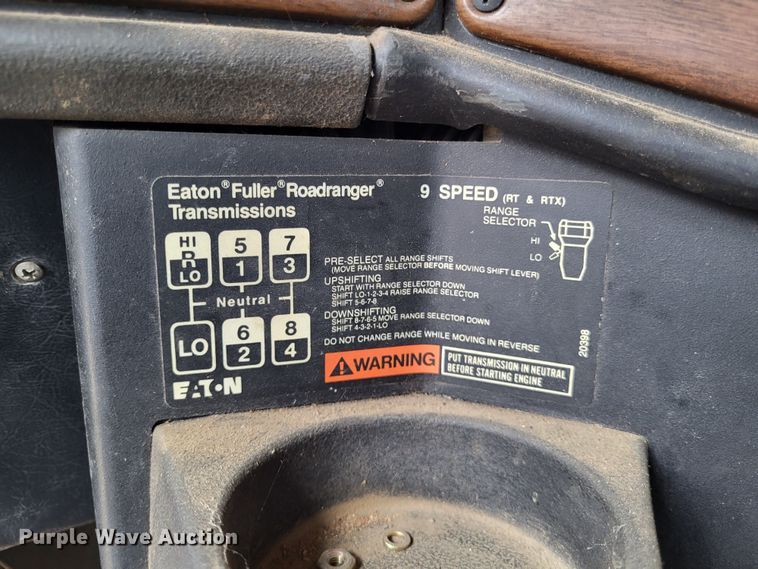 Eaton® Fuller® Roadranger® 9 SPEED (RT & RTX)
Transmissions
RANGE
SELECTOR
HI
LO
HI 5 7
R
LO 1 3
Neutral
LO 6 8
2 4
PRE-SELECT ALL RANGE SHIFTS
(MOVE RANGE SELECTOR BEFORE MOVING SHIFT LEVER)
UPSHIFTING
START WITH RANGE SELECTOR DOWN
SHIFT LO-1-2-3-4 RAISE RANGE SELECTOR
SHIFT 5-6-7-8
DOWNSHIFTING
SHIFT 8-7-6-5 MOVE RANGE SELECTOR DOWN
SHIFT 4-3-2-1-LO
DO NOT CHANGE RANGE WHILE MOVING IN REVERSE
20398
WARNING
PUT TRANSMISSION IN NEUTRAL
BEFORE STARTING ENGINE
EATON
Purple Wave Auction